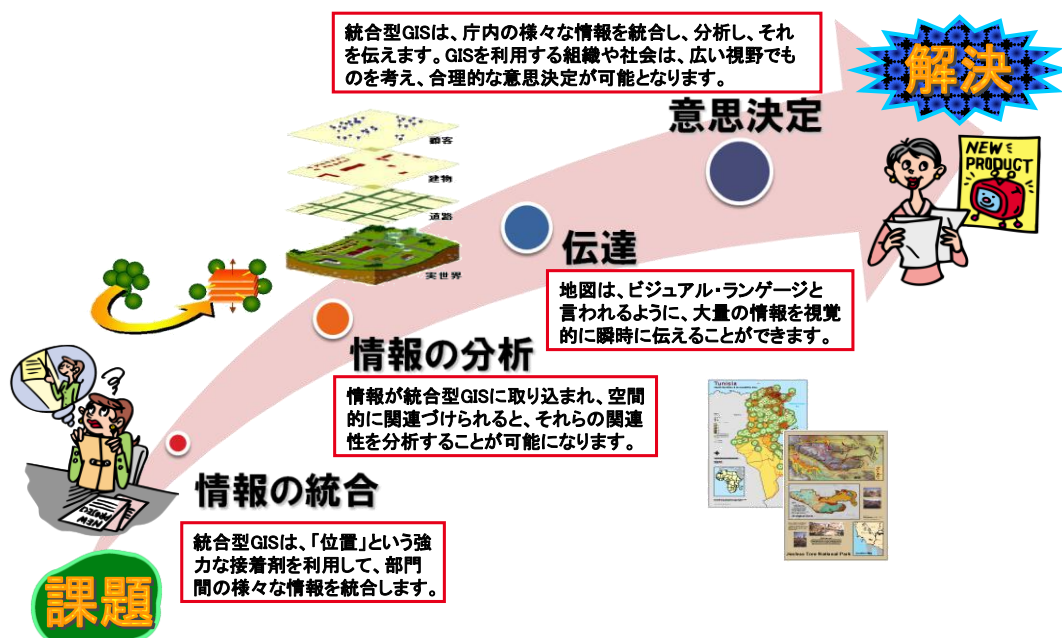 統合型GISは、庁内の様々な情報を統合し、分析し、それ
を伝えます。GISを利用する組織や社会は、広い視野でも
のを考え、合理的な意思決定が可能となります。
解決
意思決定
NEW
PRODUCT
顧客
建物
道路
実世界
伝達
地図は、ビジュアル・ランゲージと
言われるように、大量の情報を視覚
的に瞬時に伝えることができます。
情報の分析
情報が統合型GISに取り込まれ、空間
的に関連づけられると、それらの関連
性を分析することが可能になります。
Tunisia
Joshua Tree National Park
情報の統合
統合型GISは、「位置」という強
力な接着剤を利用して、部門
間の様々な情報を統合します。
NEW
PROJECT
課題